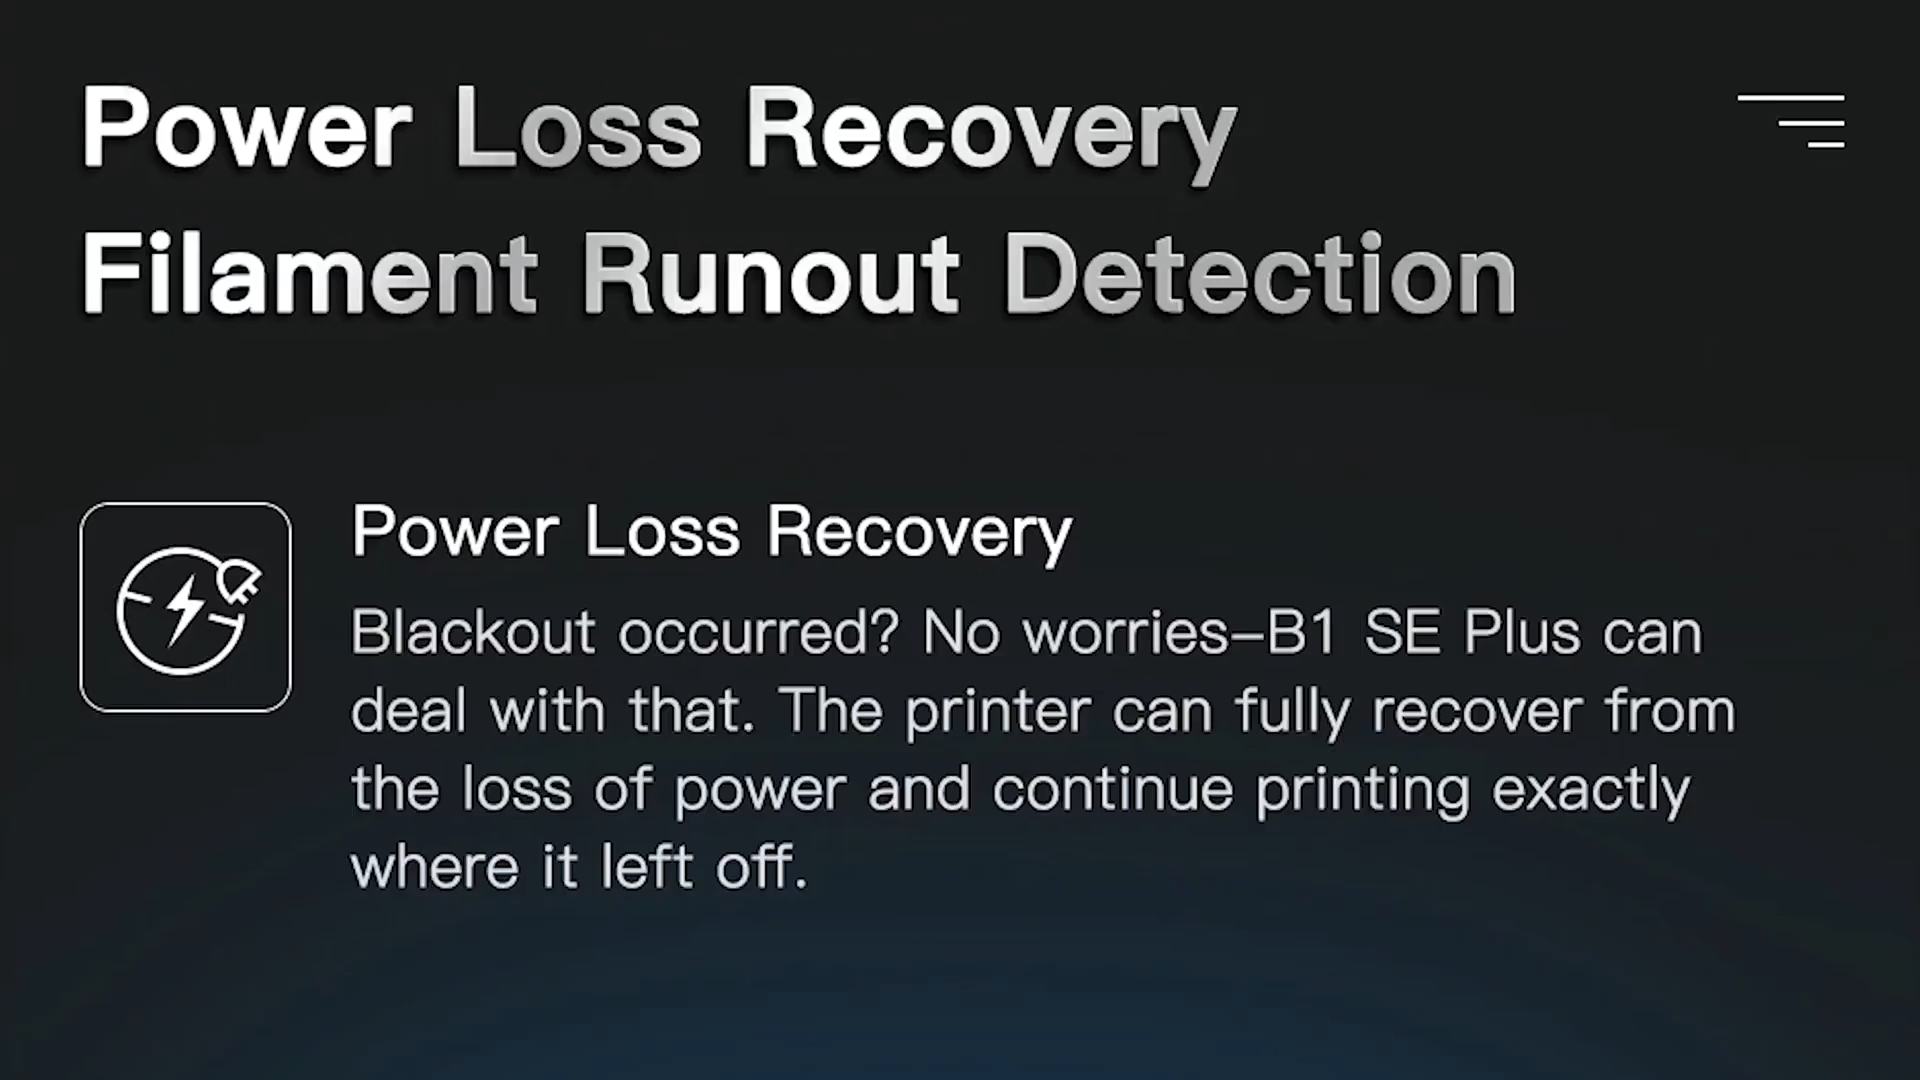 Power Loss Recovery
Filament Runout Detection
Power Loss Recovery
Blackout occurred? No worries–B1 SE Plus can
deal with that. The printer can fully recover from
the loss of power and continue printing exactly
where it left off.